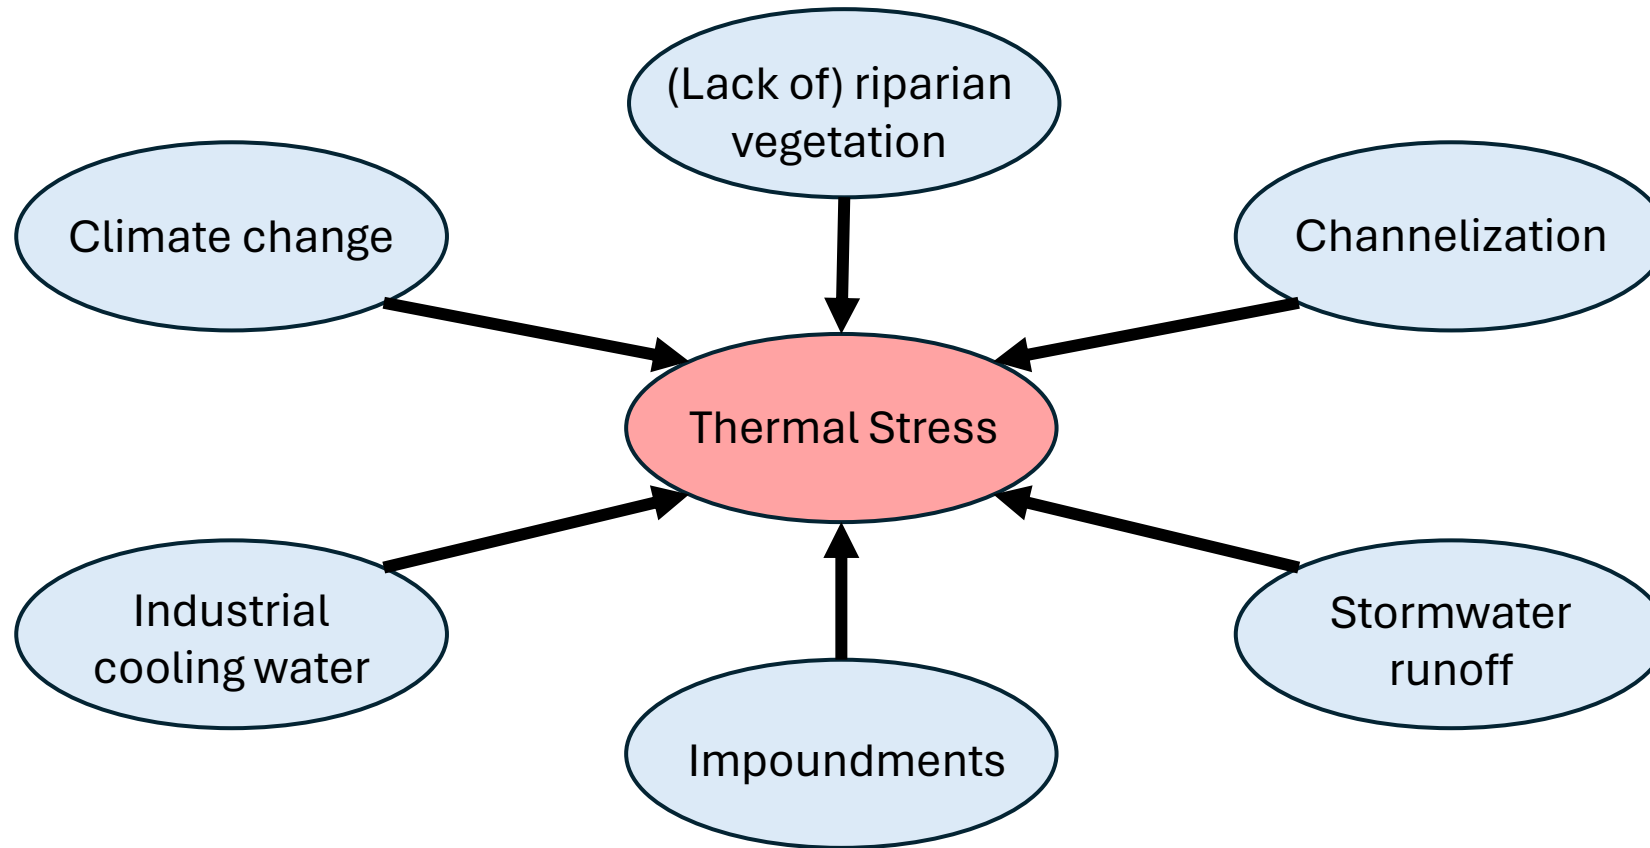 (Lack of) riparian
vegetation
Climate change
Channelization
Thermal Stress
Industrial
cooling water
Stormwater
runoff
Impoundments